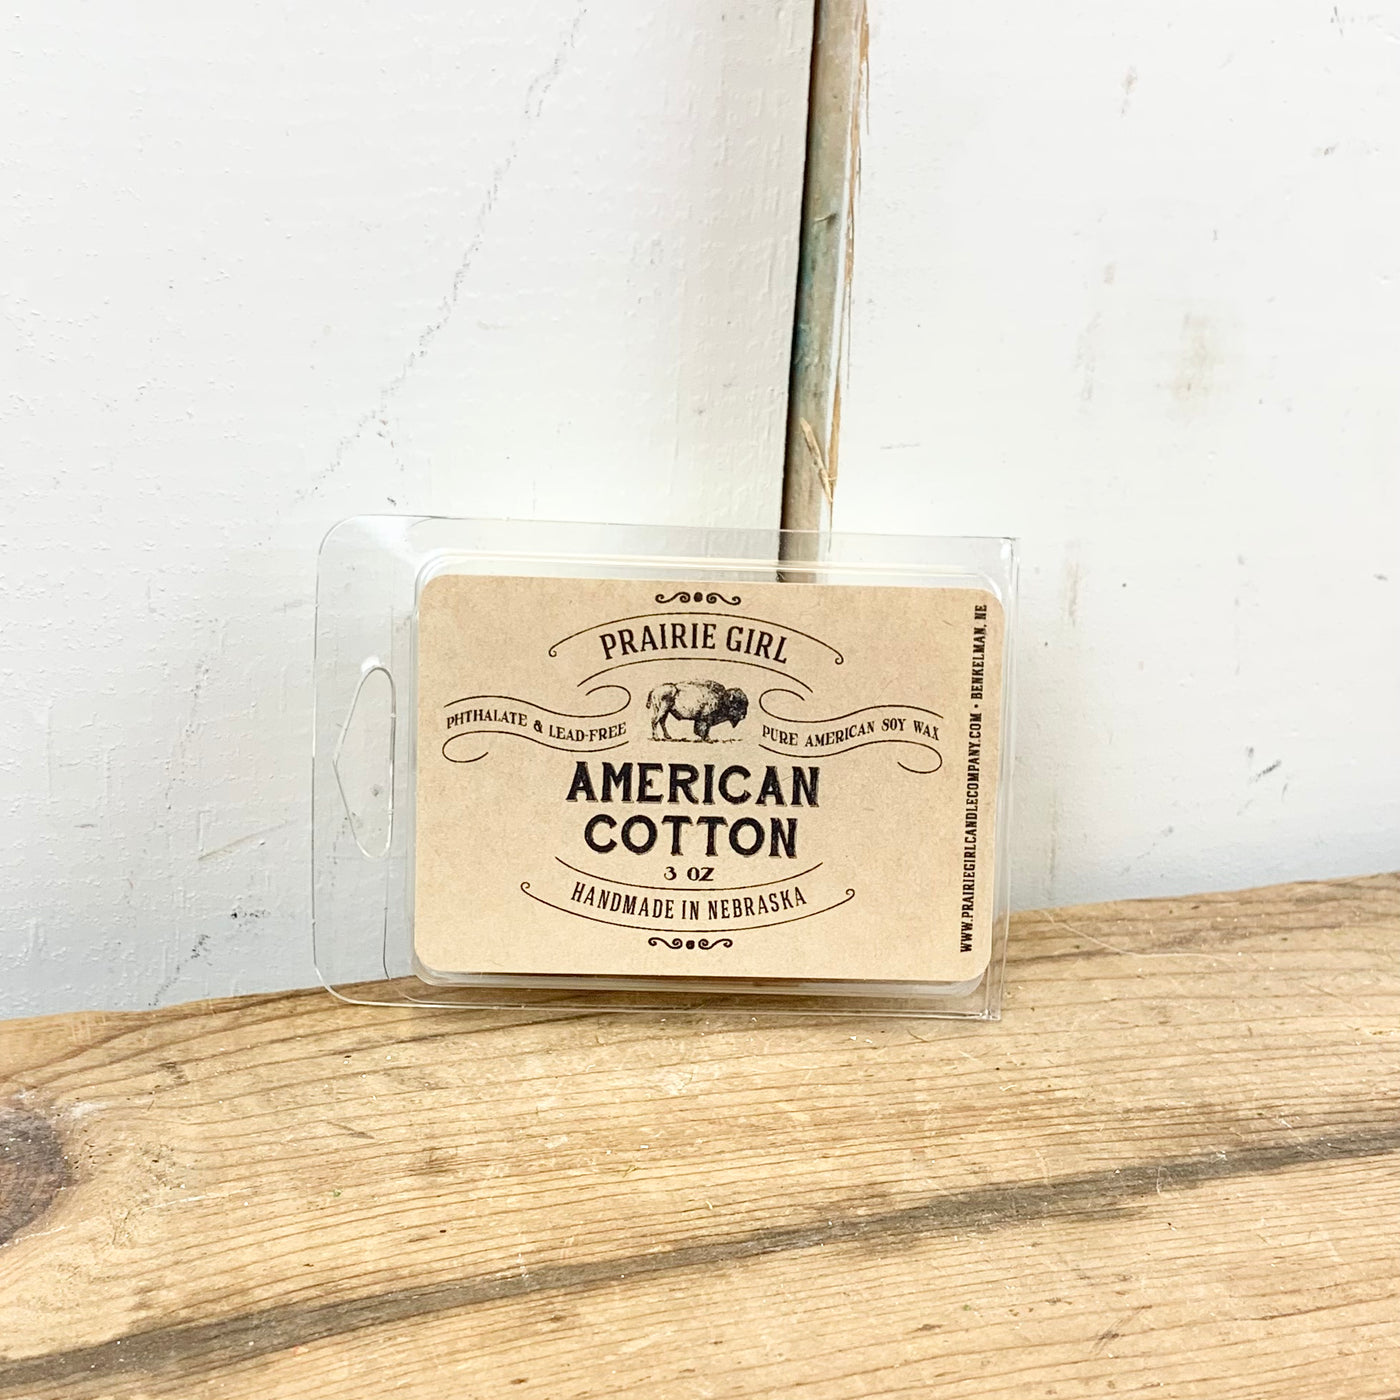 PRAIRIE GIRL
PHTHALATE & LEAD-FREE
PURE AMERICAN SOY WAX
AMERICAN
COTTON
3 OZ
HANDMADE IN NEBRASKA
WWW.PRAIRIEGIRLCANDLECOMPANY.COM • BENKELMAN, NE